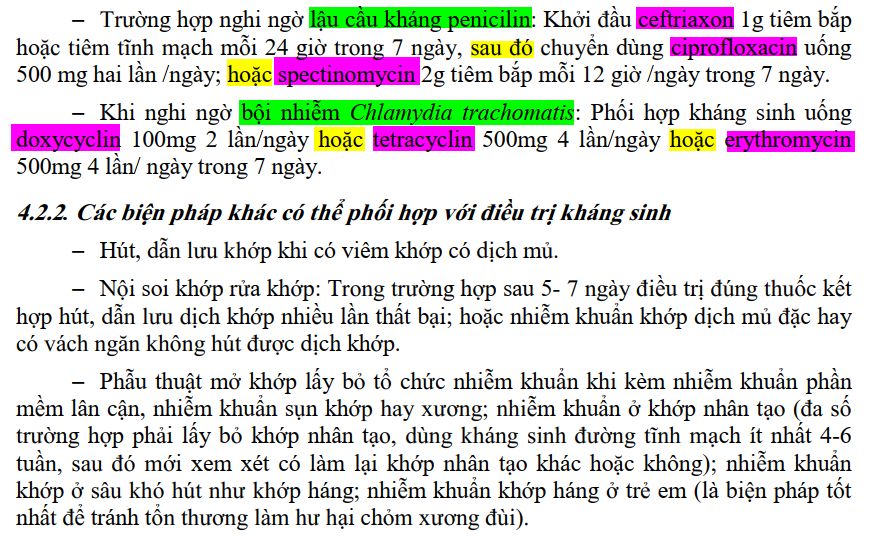 – Trường hợp nghi ngờ lậu cầu kháng penicilin: Khởi đầu ceftriaxon 1g tiêm bắp
hoặc tiêm tĩnh mạch mỗi 24 giờ trong 7 ngày, sau đó chuyển dùng ciprofloxacin uống
500 mg hai lần /ngày; hoặc spectinomycin 2g tiêm bắp mỗi 12 giờ /ngày trong 7 ngày.
– Khi nghi ngờ bội nhiễm Chlamydia trachomatis: Phối hợp kháng sinh uống
doxycyclin 100mg 2 lần/ngày hoặc tetracyclin 500mg 4 lần/ngày hoặc erythromycin
500mg 4 lần/ ngày trong 7 ngày.
4.2.2. Các biện pháp khác có thể phối hợp với điều trị kháng sinh
– Hút, dẫn lưu khớp khi có viêm khớp có dịch mủ.
– Nội soi khớp rửa khớp: Trong trường hợp sau 5- 7 ngày điều trị đúng thuốc kết
hợp hút, dẫn lưu dịch khớp nhiều lần thất bại; hoặc nhiễm khuẩn khớp dịch mủ đặc hay
có vách ngăn không hút được dịch khớp.
– Phẫu thuật mở khớp lấy bỏ tổ chức nhiễm khuẩn khi kèm nhiễm khuẩn phần
mềm lân cận, nhiễm khuẩn sụn khớp hay xương; nhiễm khuẩn ở khớp nhân tạo (đa số
trường hợp phải lấy bỏ khớp nhân tạo, dùng kháng sinh đường tĩnh mạch ít nhất 4-6
tuần, sau đó mới xem xét có làm lại khớp nhân tạo khác hoặc không); nhiễm khuẩn
khớp ở sâu khó hút như khớp háng; nhiễm khuẩn khớp háng ở trẻ em (là biện pháp tốt
nhất để tránh tổn thương làm hư hại chỏm xương đùi).